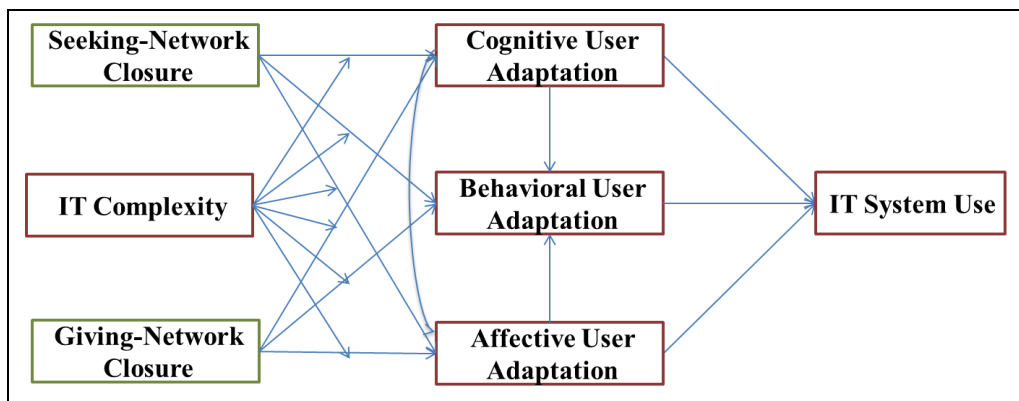 Seeking-Network
Closure
Cognitive User
Adaptation
IT Complexity
Behavioral User
Adaptation
IT System Use
Giving-Network
Closure
Affective User
Adaptation